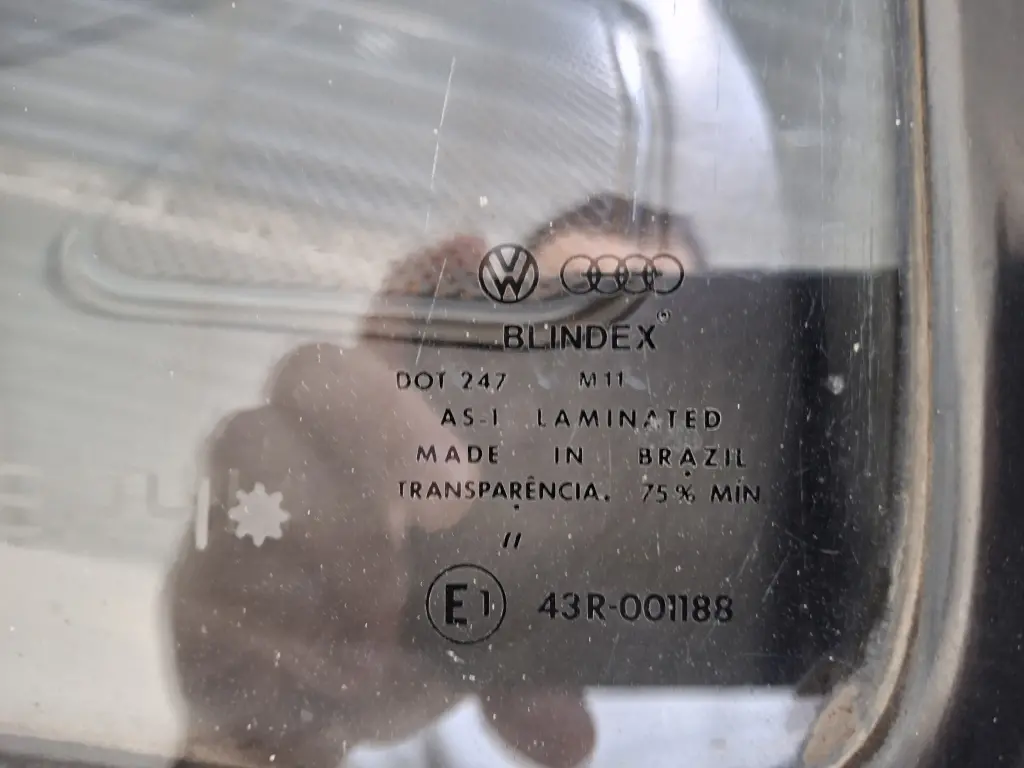 BLINDEX®
DOT 247 M11
AS-1 LAMINATED
MADE IN BRAZIL
TRANSPARÊNCIA. 75% MIN
E1 43R-001188